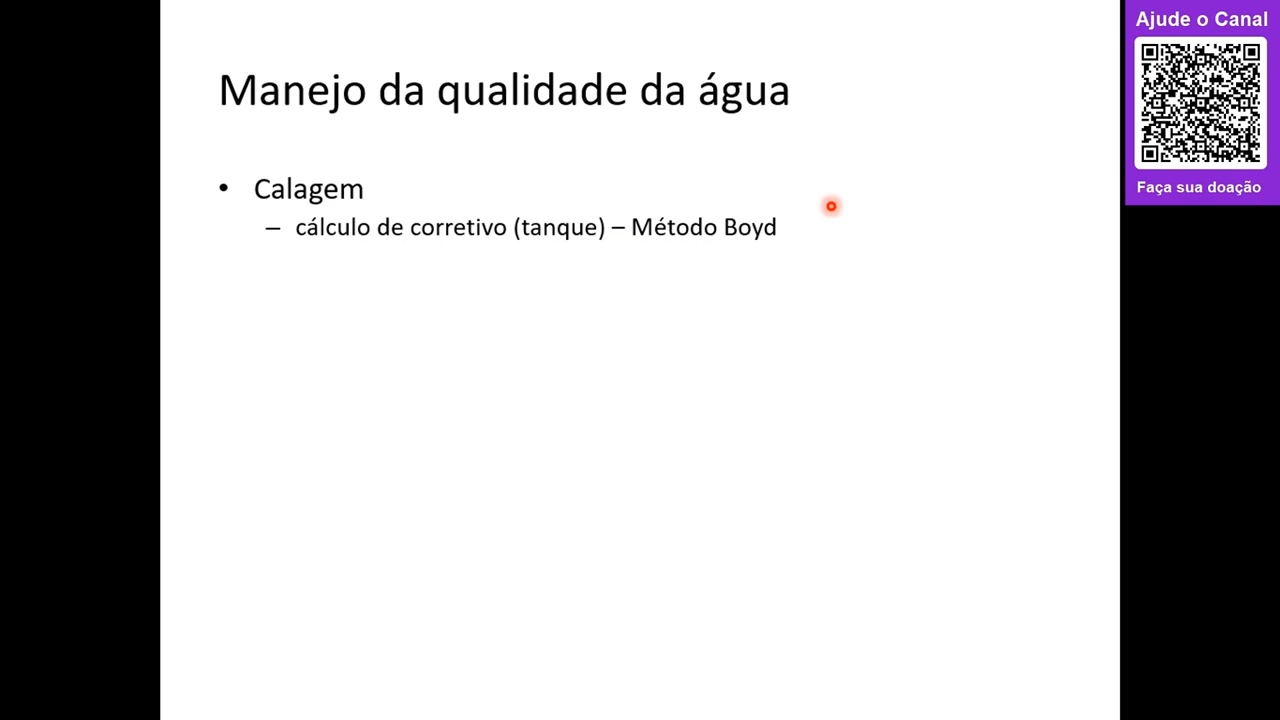 Manejo da qualidade da água
• Calagem
– cálculo de corretivo (tanque) – Método Boyd
Ajude o Canal
Faça sua doação